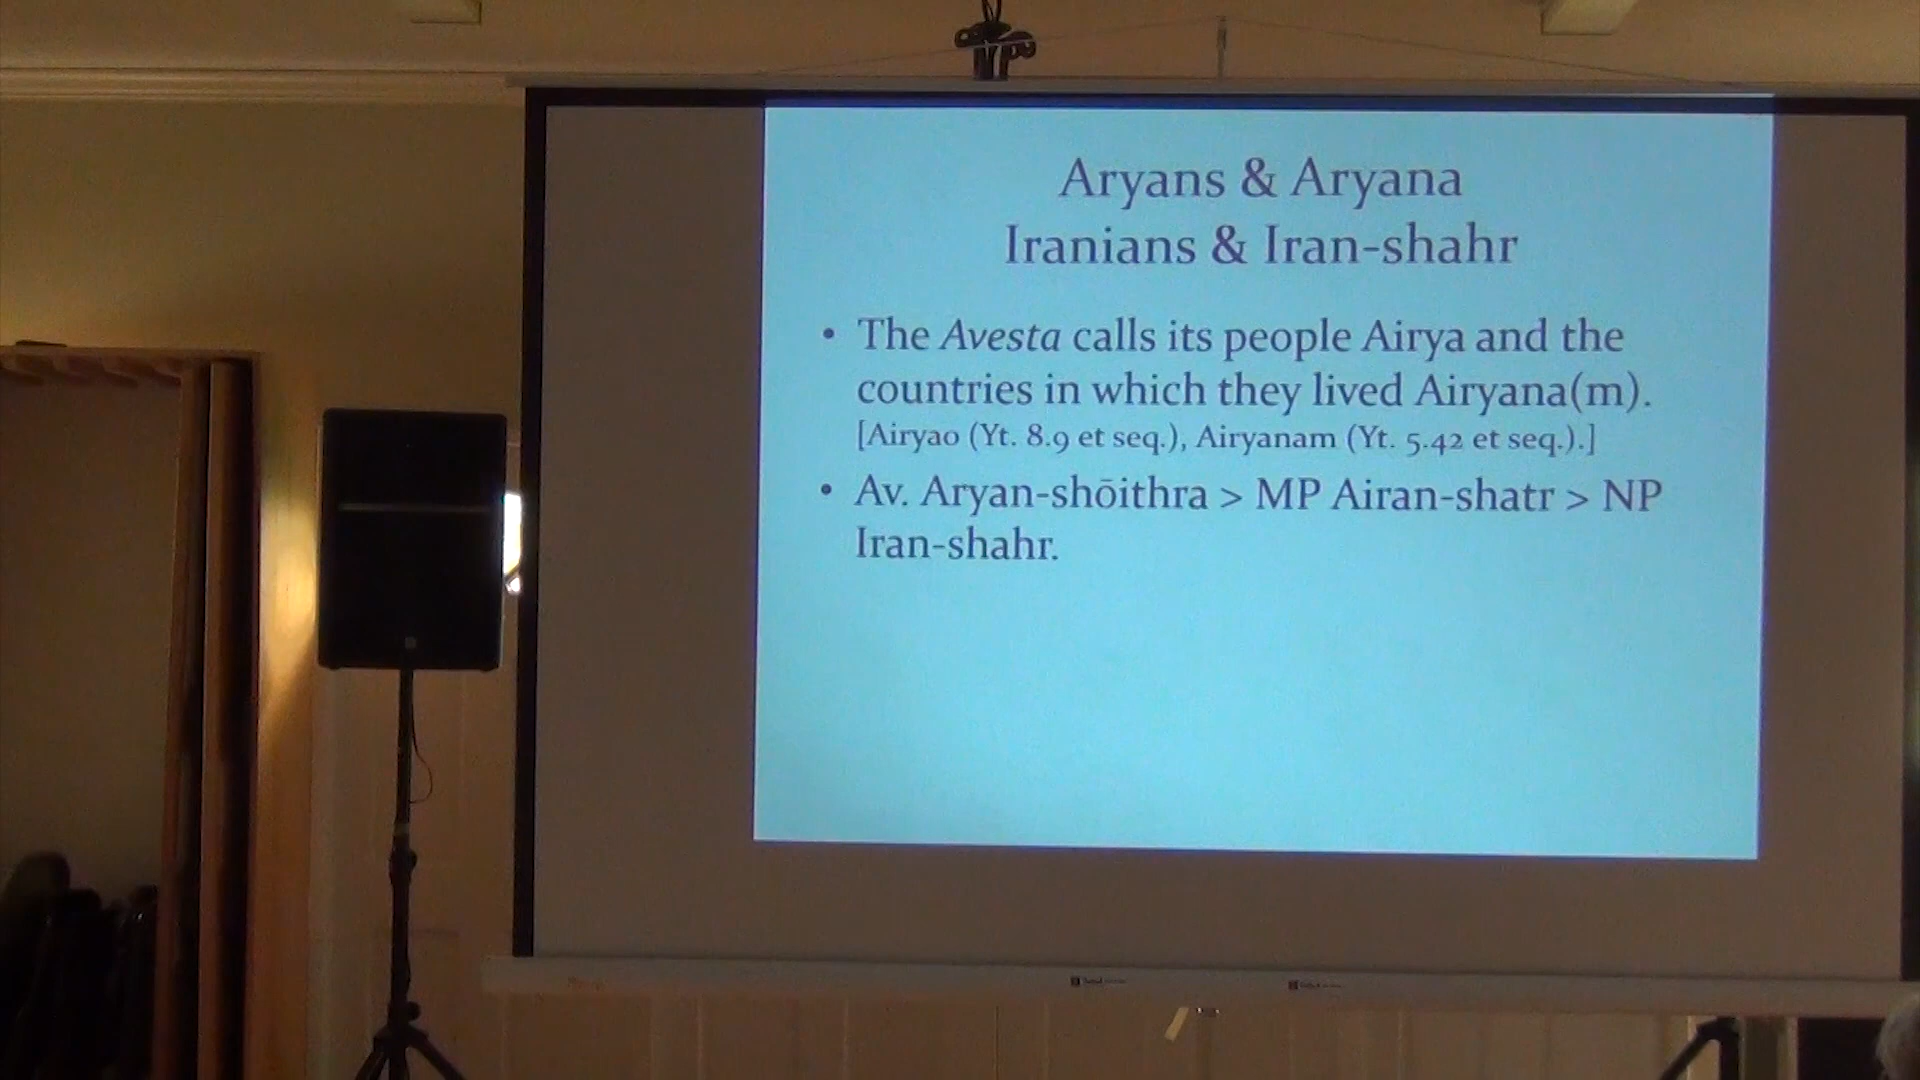 Aryans & Aryana
Iranians & Iran-shahr
• The Avesta calls its people Airya and the
countries in which they lived Airyana(m).
[Airyao (Yt. 8.9 et seq.), Airyanam (Yt. 5.42 et seq.).]
• Av. Aryan-shōithra > MP Airan-shatr > NP
Iran-shahr.